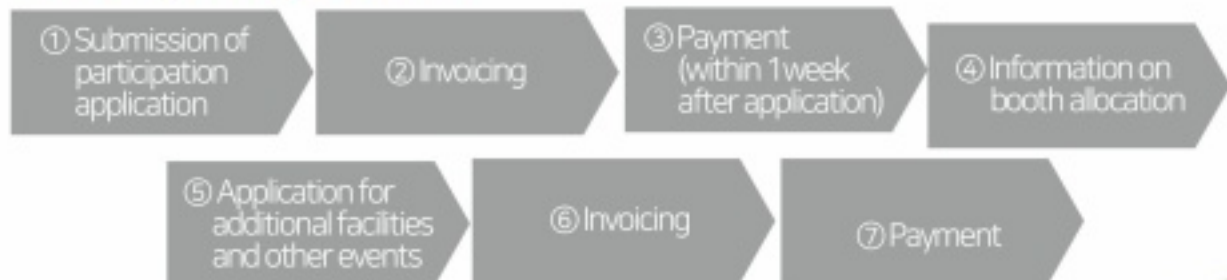 ① Submission of
participation
application
② Invoicing
③ Payment
(within 1 week
after application)
④ Information on
booth allocation
⑤ Application for
additional facilities
and other events
⑥ Invoicing
⑦ Payment